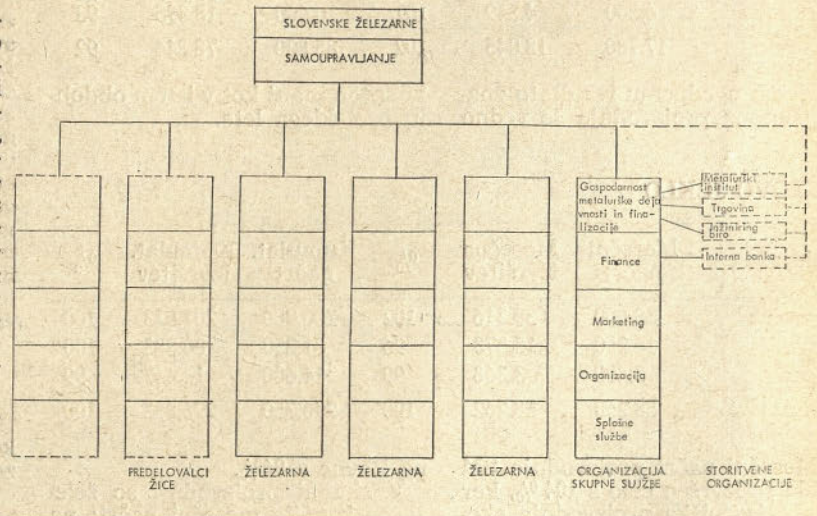 SLOVENSKE ŽELEZARNE
SAMOUPRAVLJANJE
Gospodarnost
metalurške deja
vnosti in fina-
lizacije
Finance
Marketing
Organizacija
Splošne
službe
Metalurški
inštitut
Trgovina
Inžiniring
biro
Interna banka
PREDELOVALCI
ŽICE
ŽELEZARNA
ŽELEZARNA
ŽELEZARNA
ORGANIZACIJA
SKUPNE SUJŽBE
STORITVENE
ORGANIZACIJE